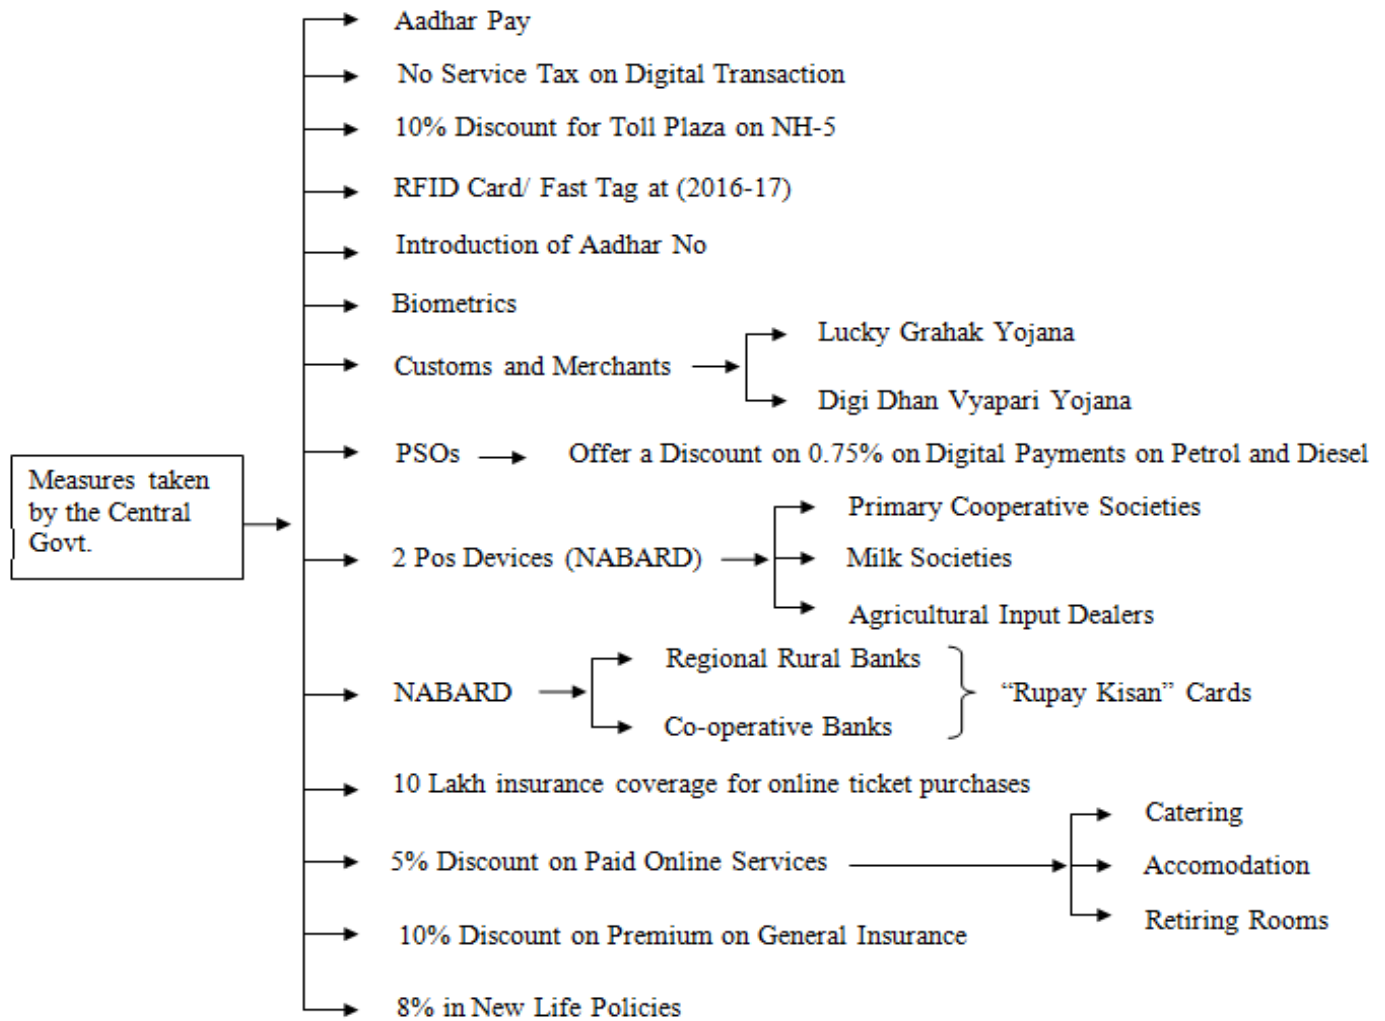 Aadhar Pay
No Service Tax on Digital Transaction
10% Discount for Toll Plaza on NH-5
RFID Card/ Fast Tag at (2016-17)
Introduction of Aadhar No
Biometrics
Customs and Merchants
Lucky Grahak Yojana
Digi Dhan Vyapari Yojana
Measures taken
by the Central
Govt.
PSOs
Offer a Discount on 0.75% on Digital Payments on Petrol and Diesel
2 Pos Devices (NABARD)
Primary Cooperative Societies
Milk Societies
Agricultural Input Dealers
NABARD
Regional Rural Banks
Co-operative Banks
“Rupay Kisan” Cards
10 Lakh insurance coverage for online ticket purchases
5% Discount on Paid Online Services
Catering
Accomodation
Retiring Rooms
10% Discount on Premium on General Insurance
8% in New Life Policies